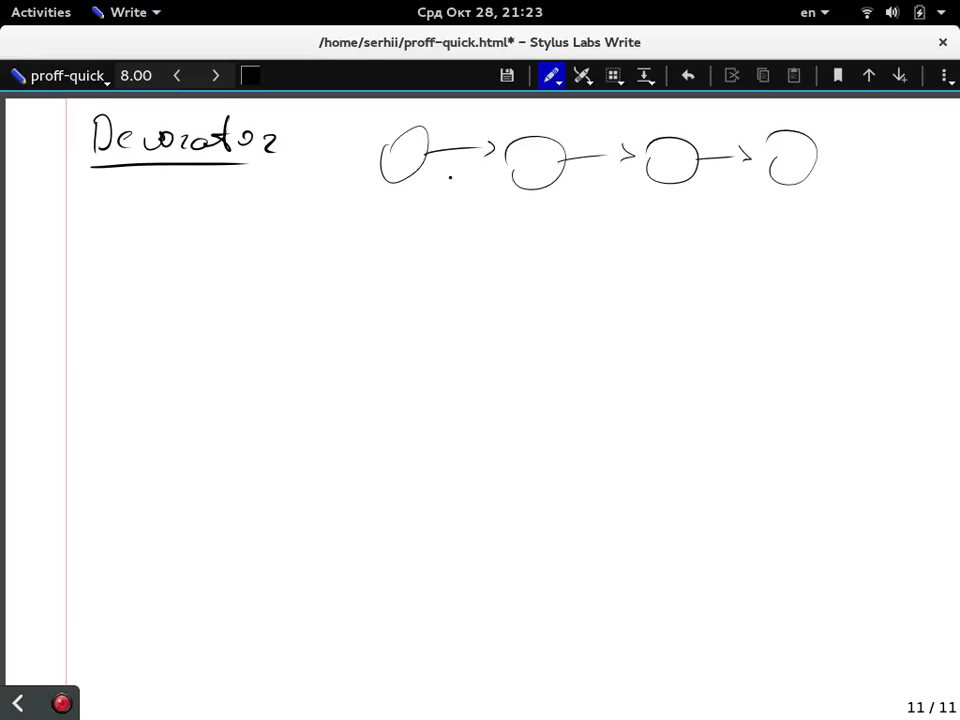 Activities Write Срд Окт 28, 21:23 en
/home/serhii/proff-quick.html* – Stylus Labs Write ×
proff-quick 8.00
Decorator
11 / 11